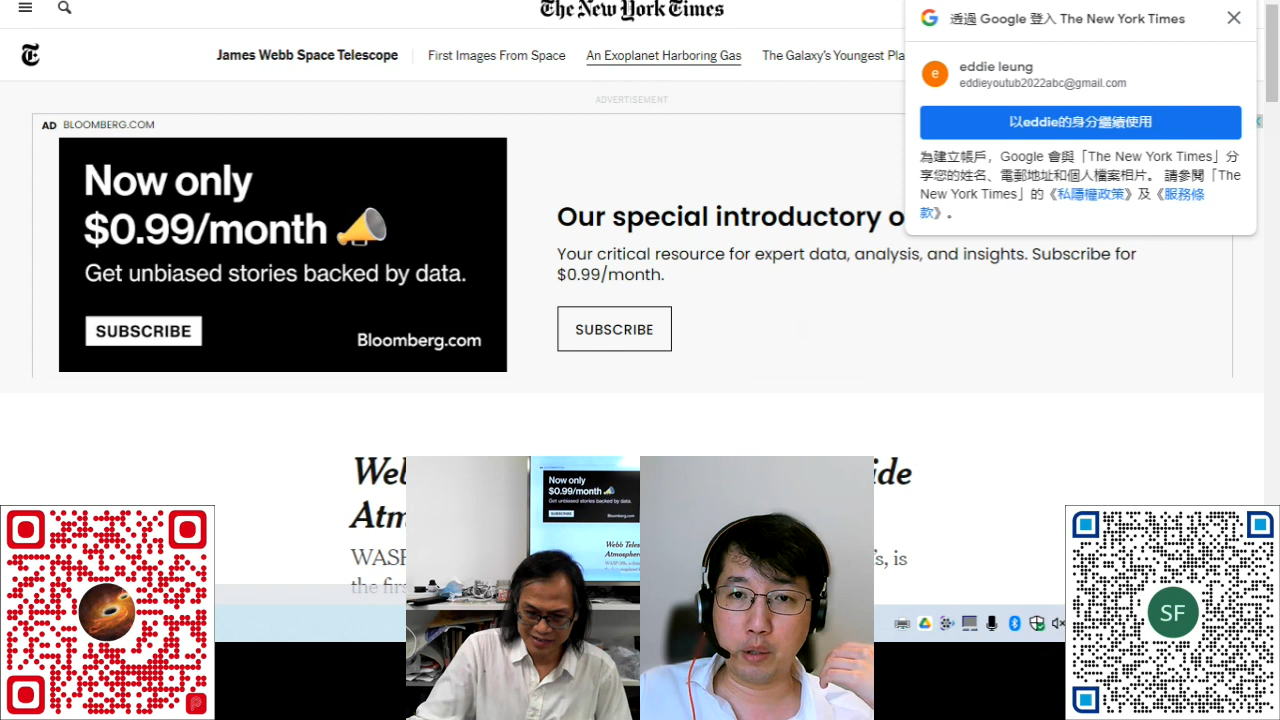 The New York Times
透過 Google 登入 The New York Times
eddie leung
e
eddieyoutub2022abc@gmail.com
以eddie的身分繼續使用
為建立帳戶，Google 會與「The New York Times」分
享您的姓名、電郵地址和個人檔案相片。 請參閱「The
New York Times」的《私隱權政策》及《服務條
款》。
James Webb Space Telescope
First Images From Space
An Exoplanet Harboring Gas
The Galaxy's Youngest
ADVERTISEMENT
AD BLOOMBERG.COM
Now only
$0.99/month
Get unbiased stories backed by data.
SUBSCRIBE
Bloomberg.com
Our special introductory
Your critical resource for expert data, analysis, and insights. Subscribe for
$0.99/month.
SUBSCRIBE
Now only
$0.99/month
Get unbiased stories backed by data.
SUBSCRIBE
Bloomberg.com
is
the
SF